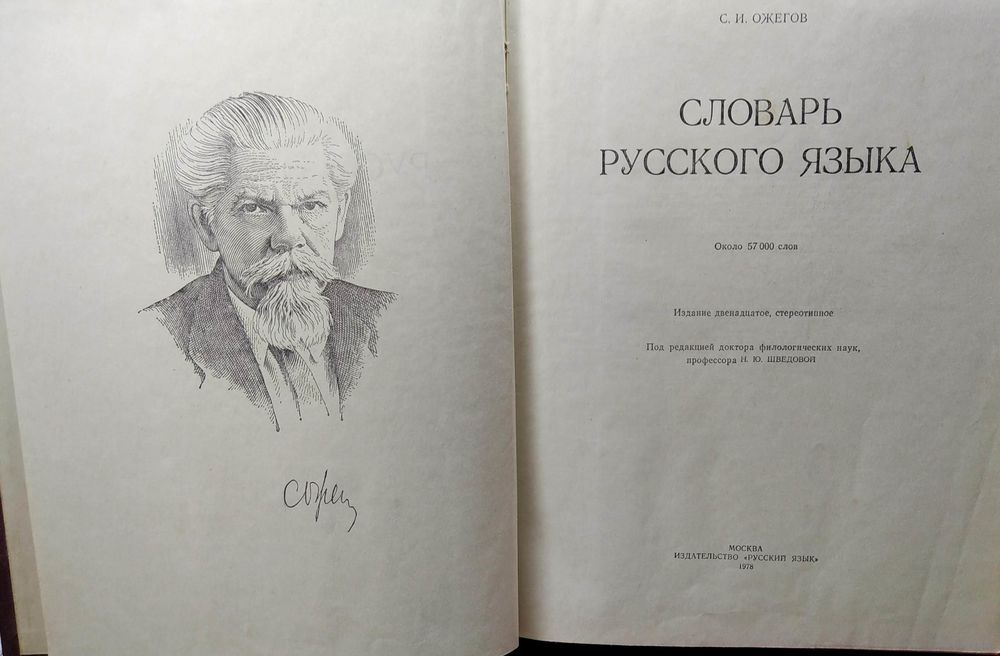 С. И. ОЖЕГОВ
СЛОВАРЬ
РУССКОГО ЯЗЫКА
Около 57 000 слов
Издание двенадцатое, стереотипное
Под редакцией доктора филологических наук,
профессора Н. Ю. ШВЕДОВОЙ
МОСКВА
ИЗДАТЕЛЬСТВО «РУССКИЙ ЯЗЫК»
1978